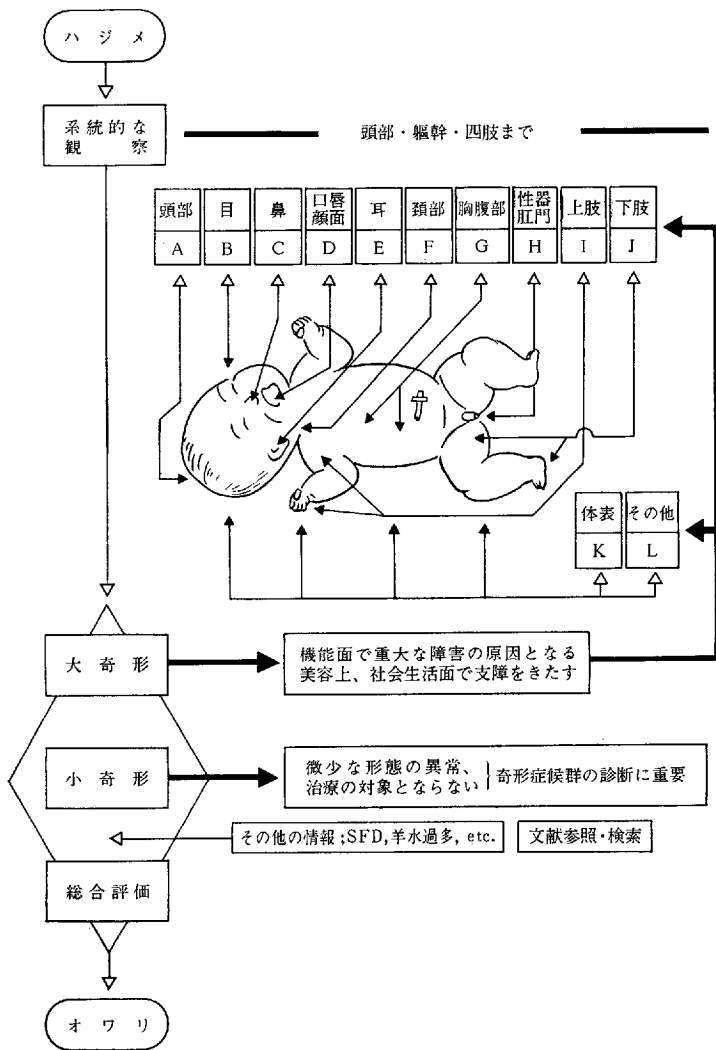 ハジメ
系統的な
観察
頭部・軀幹・四肢まで
頭部
A
目
B
鼻
C
口唇
顔面
D
耳
E
頚部
F
胸腹部
G
性器
肛門
H
上肢
I
下肢
J
体表
K
その他
L
大奇形
機能面で重大な障害の原因となる
美容上、社会生活面で支障をきたす
小奇形
微少な形態の異常、
治療の対象とならない
奇形症候群の診断に重要
その他の情報;SFD,羊水過多, etc.
文献参照・検索
総合評価
オワリ